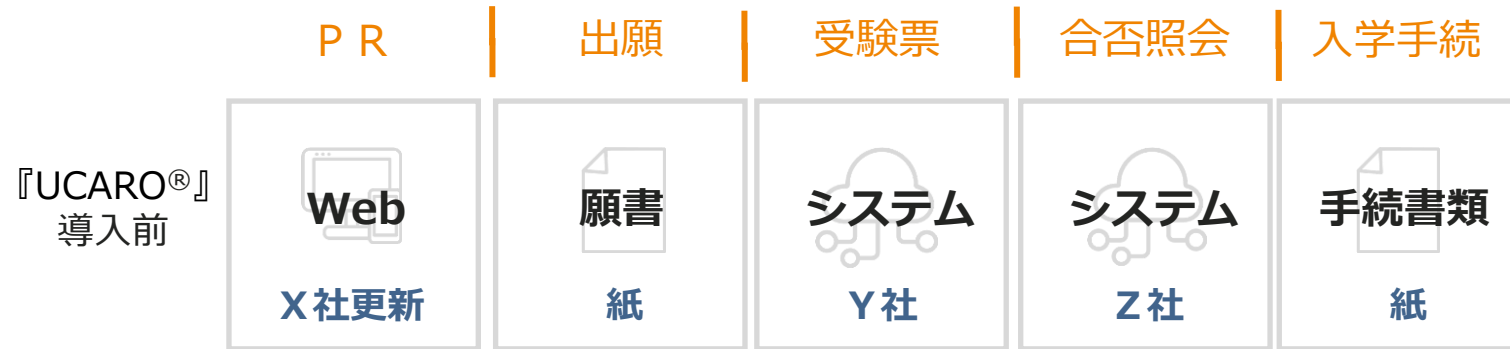 ＰＲ
出願
受験票
合否照会
入学手続
『UCARO®』
導入前
Web
願書
システム
システム
手続書類
Ｘ社更新
紙
Ｙ社
Ｚ社
紙